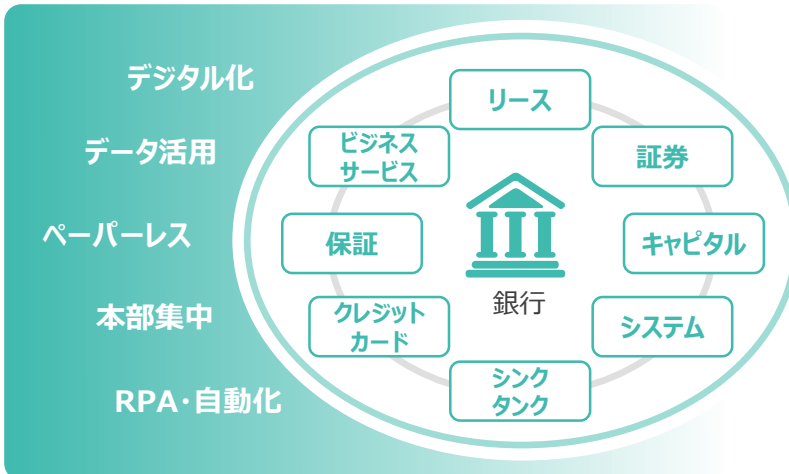 デジタル化
データ活用
ペーパーレス
本部集中
RPA・自動化
リース
証券
キャピタル
システム
シンク
タンク
クレジット
カード
保証
ビジネス
サービス
銀行